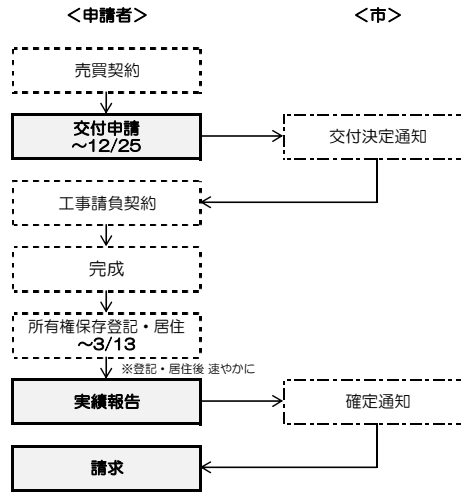 ＜申請者＞
＜市＞
売買契約
交付申請
～12/25
交付決定通知
工事請負契約
完成
所有権保存登記・居住
～3/13
※登記・居住後 速やかに
実績報告
確定通知
請求